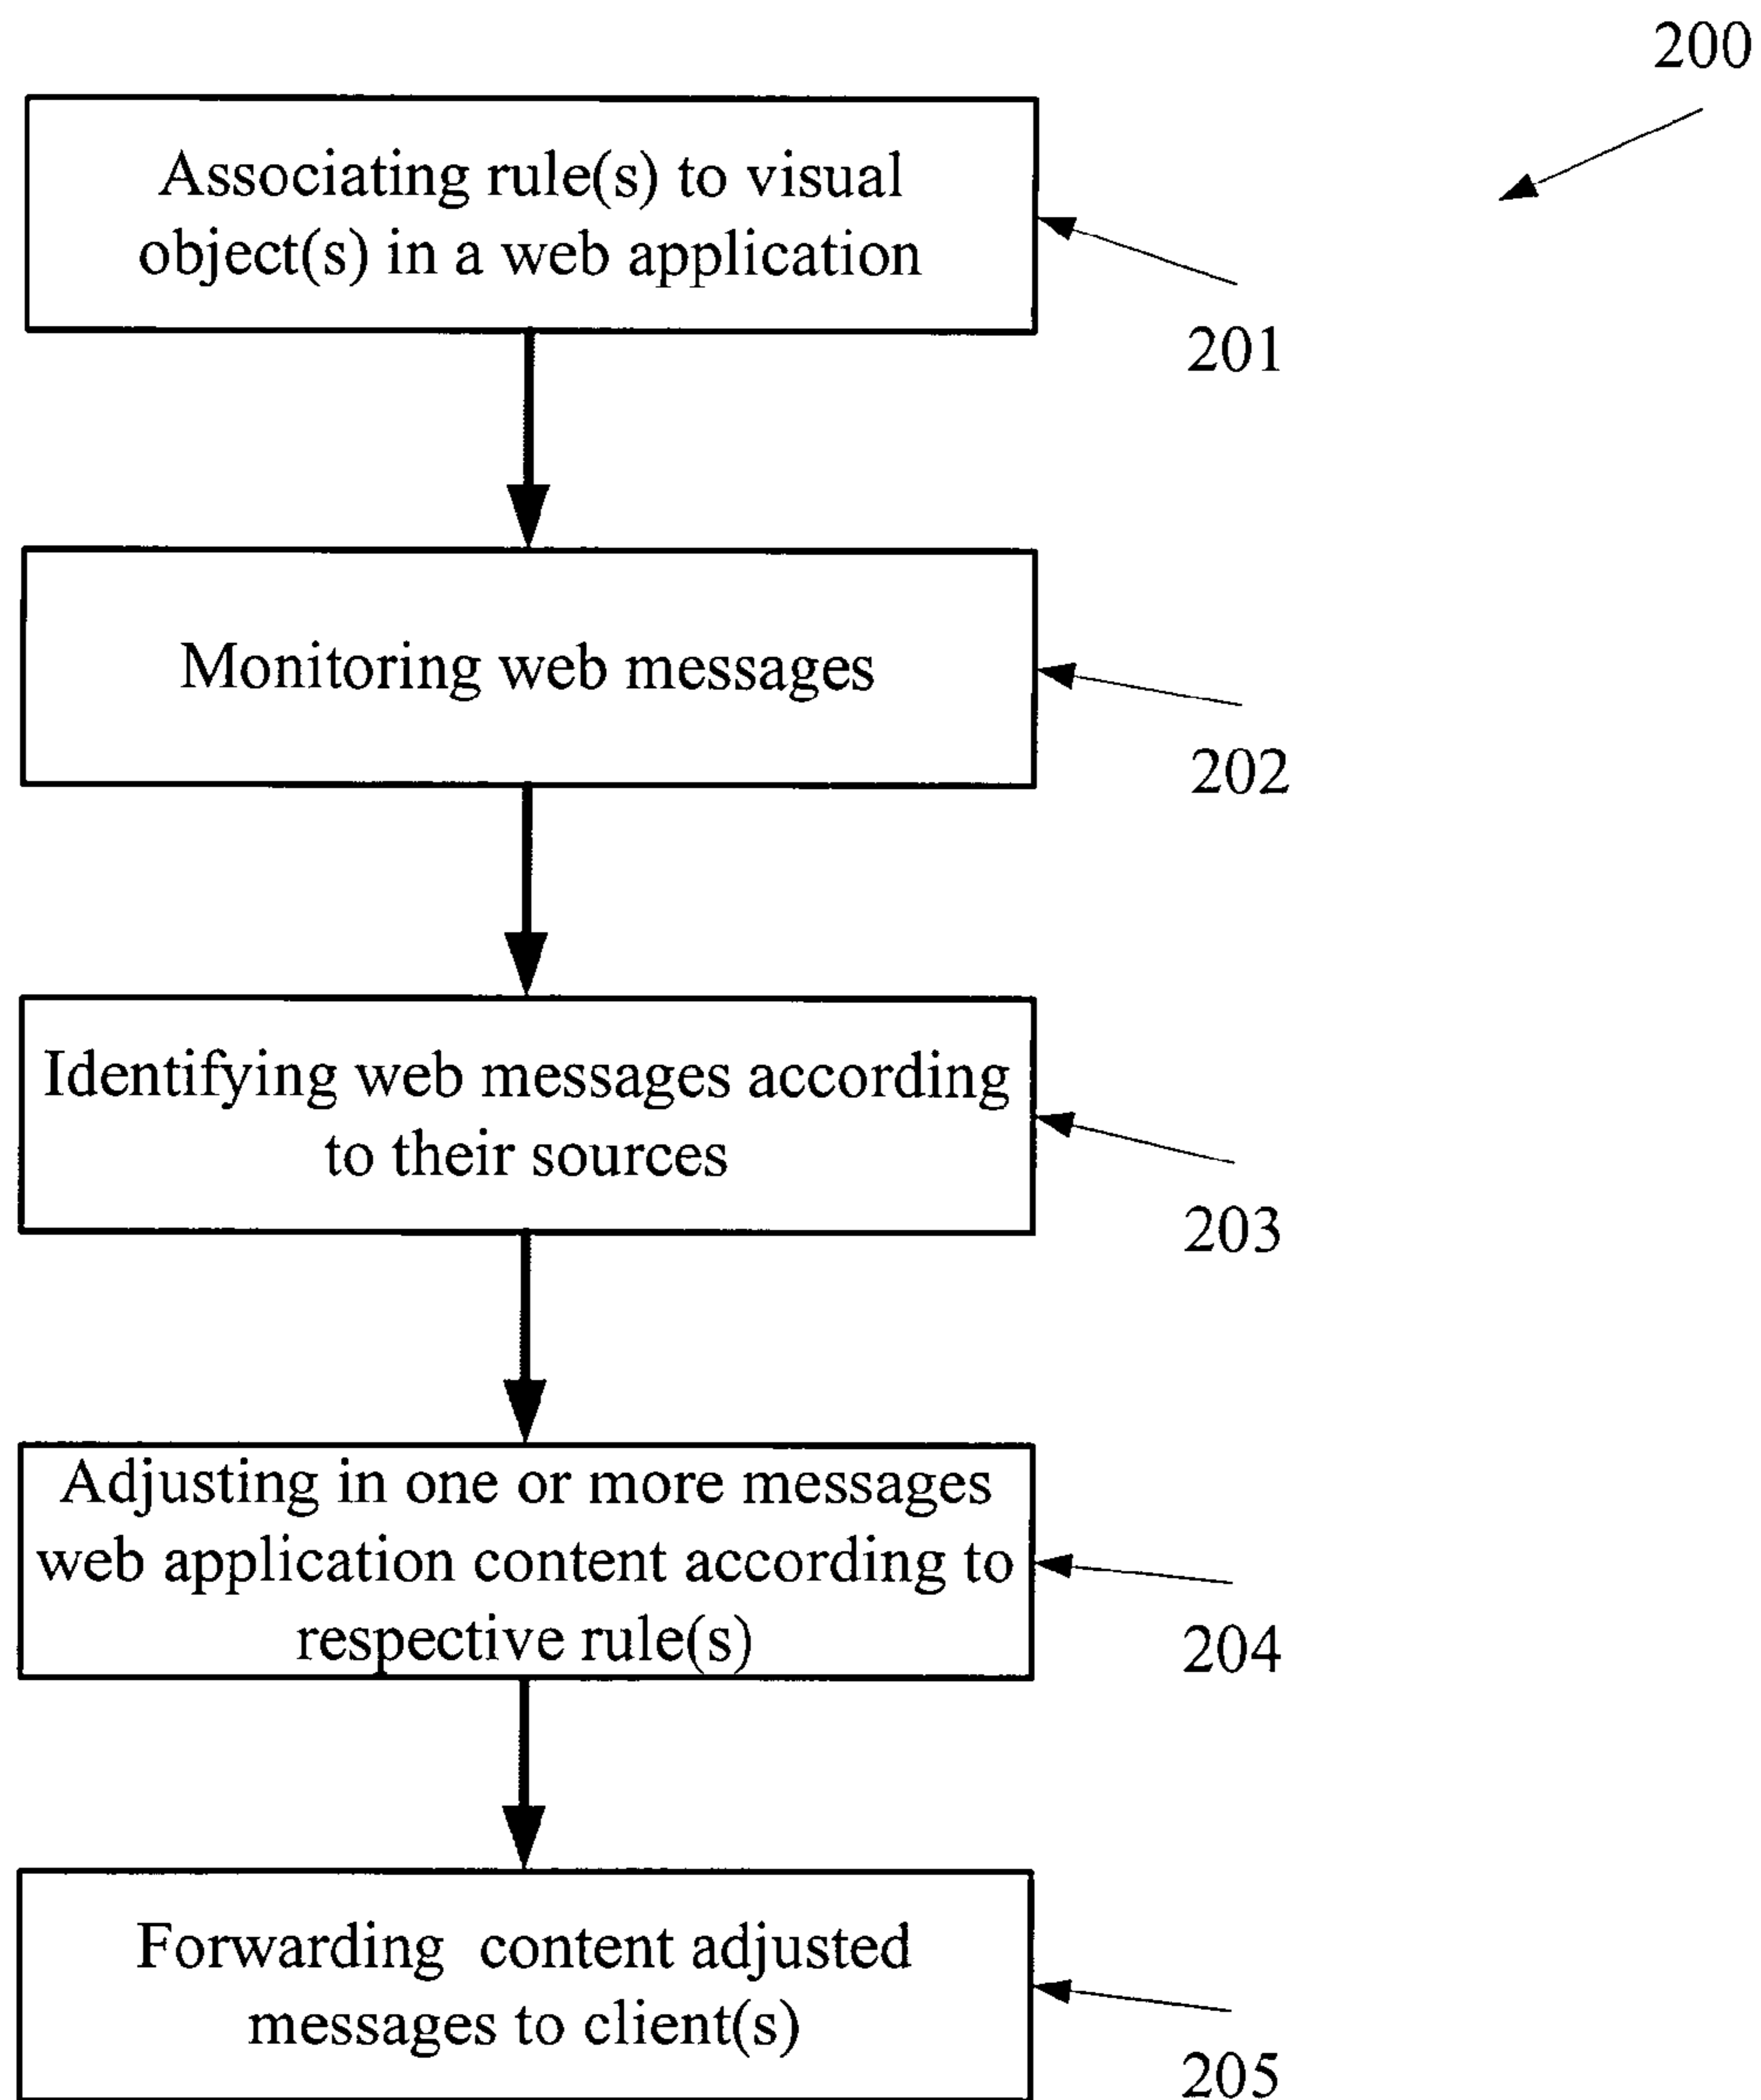 200
Associating rule(s) to visual
object(s) in a web application
201
Monitoring web messages
202
Identifying web messages according
to their sources
203
Adjusting in one or more messages
web application content according to
respective rule(s)
204
Forwarding content adjusted
messages to client(s)
205